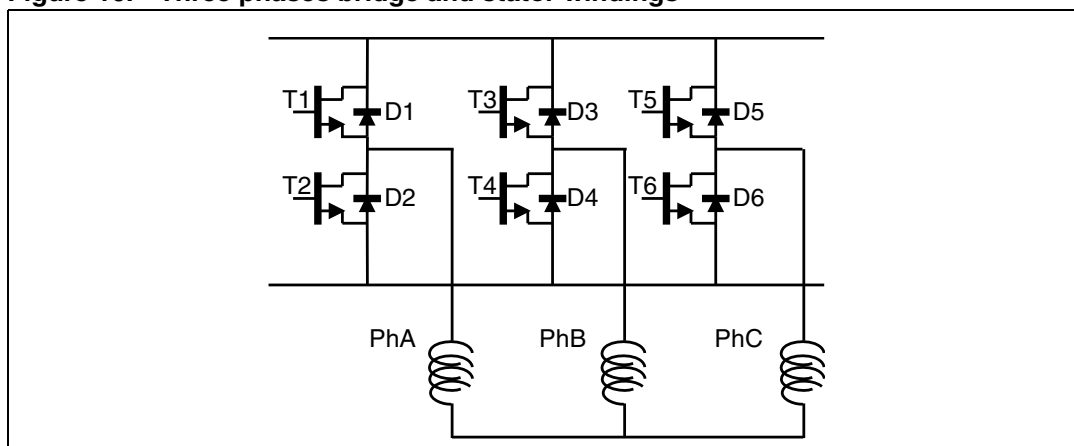 Figure Three phases bridge and stator windings
T1 D1 T3 D3 T5 D5
T2 D2 T4 D4 T6 D6
PhA PhB PhC